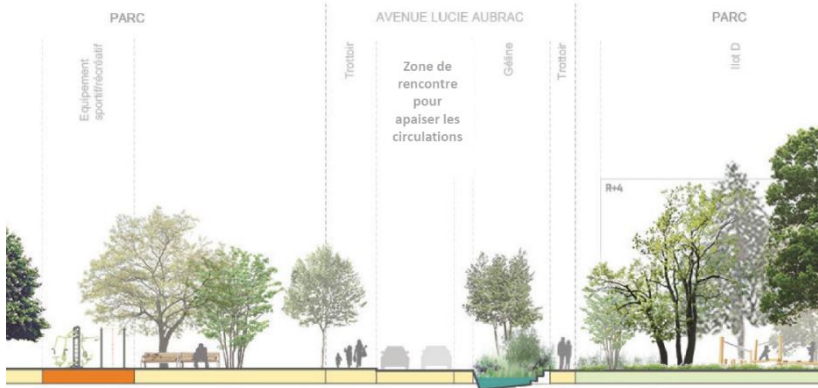 PARC
AVENUE LUCIE AUBRAC
PARC
Equipement
sportif/récréatif
Trottoir
Zone de
rencontre
pour
apaiser les
circulations
Géline
Trottoir
Ilot D
R+4